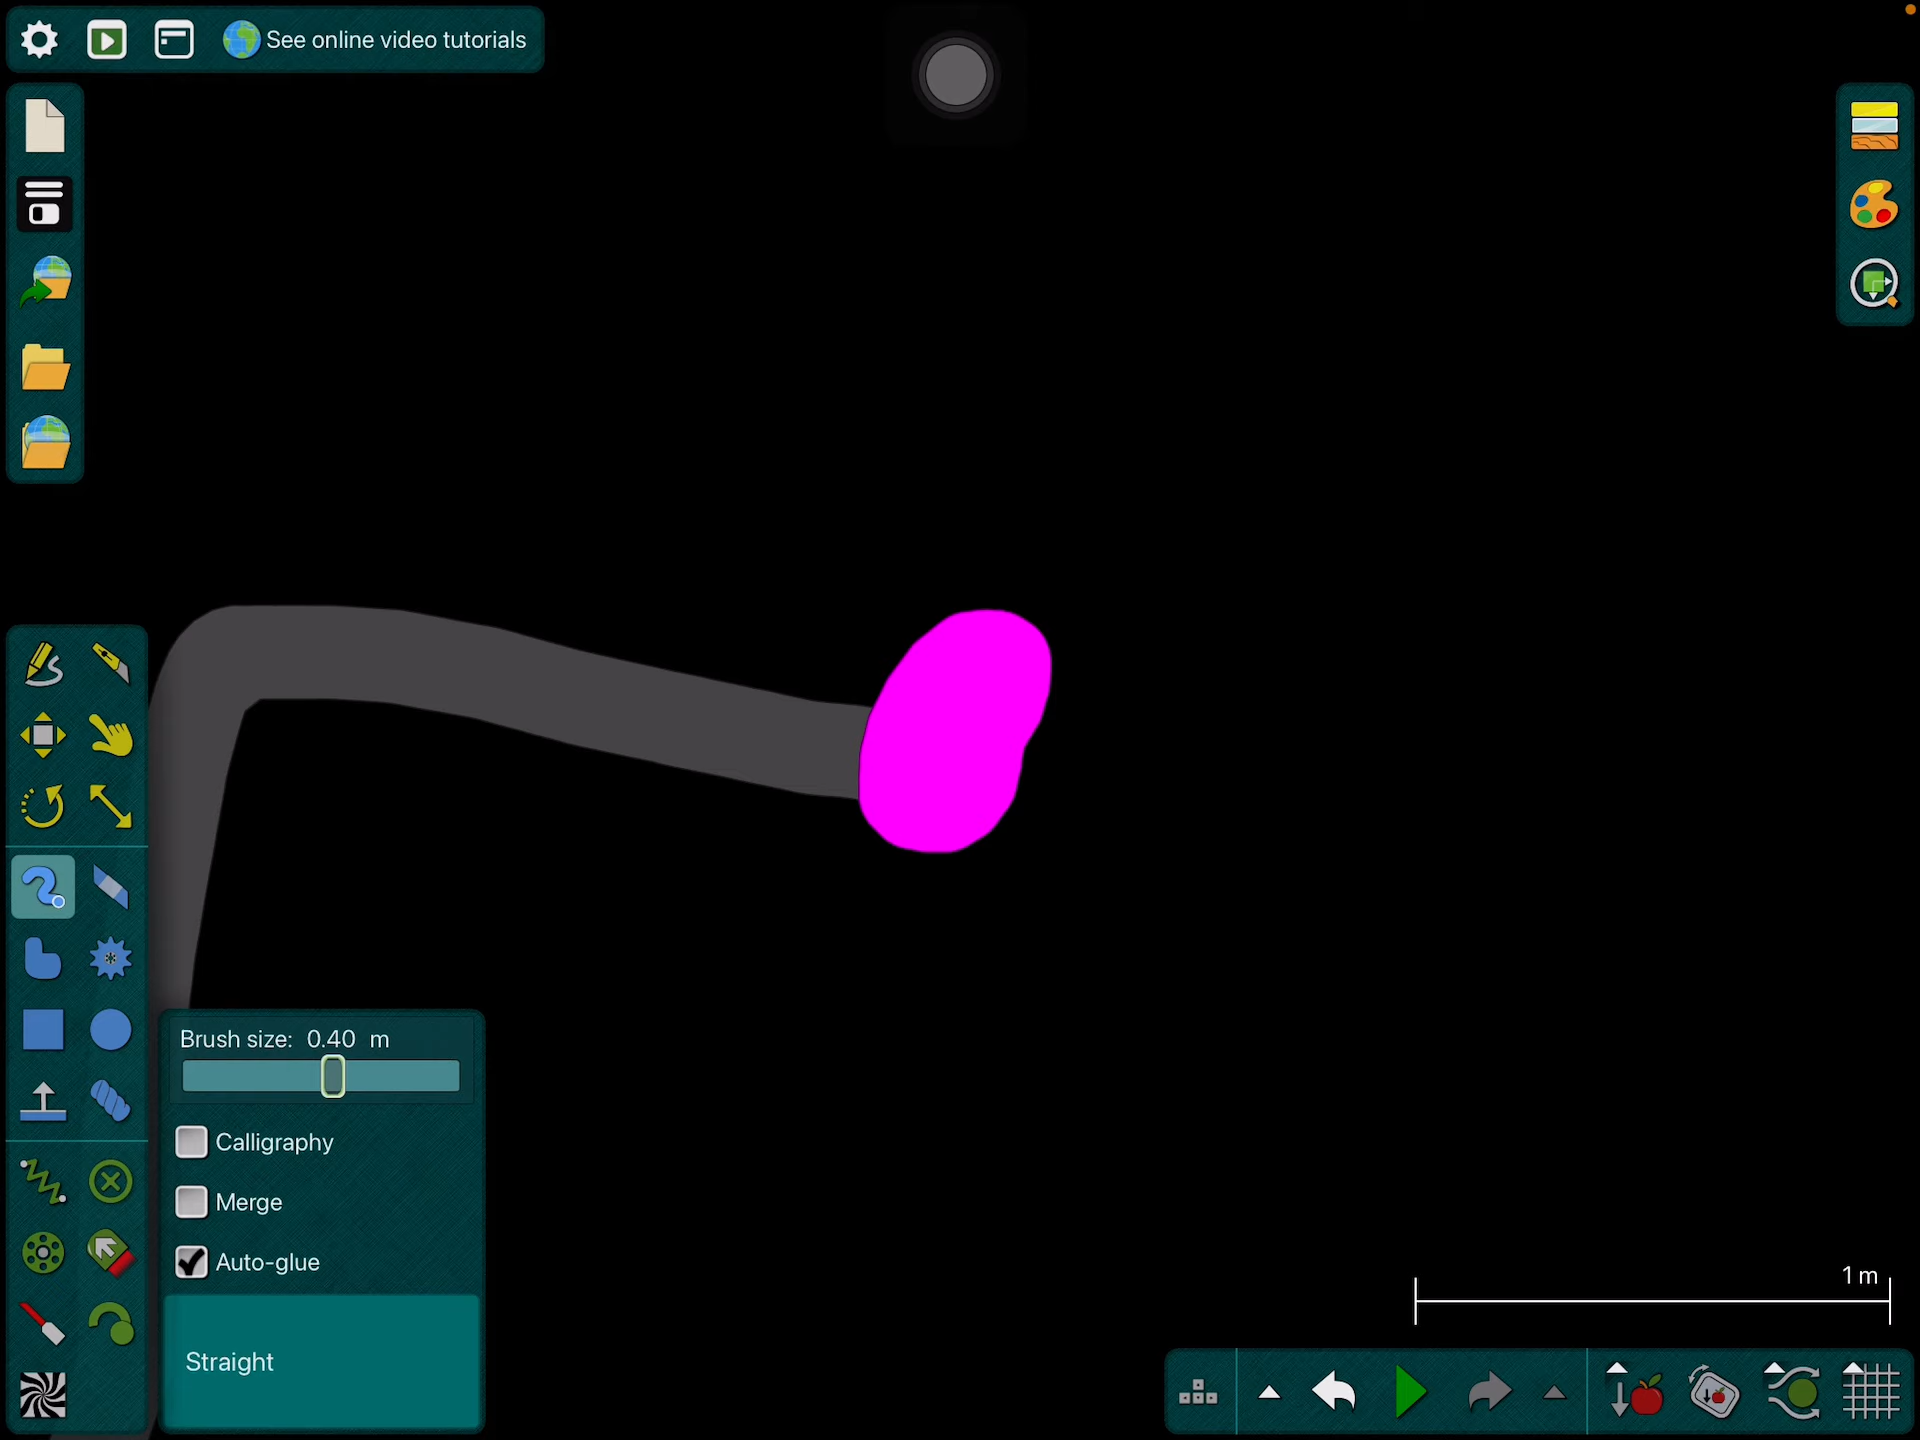 See online video tutorials
Brush size: 0.40 m
Calligraphy
Merge
Auto-glue
Straight
1 m